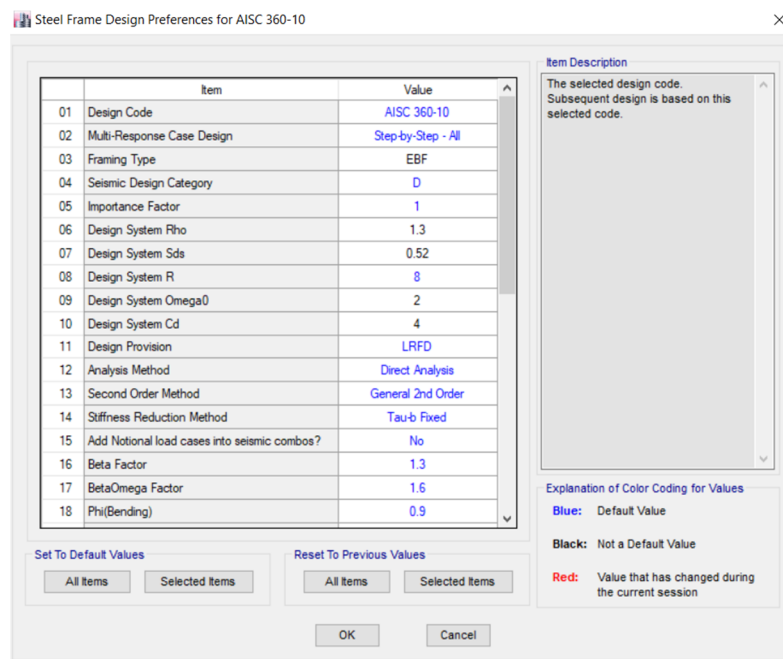 Steel Frame Design Preferences for AISC 360-10
Item Value
01 Design Code AISC 360-10
02 Multi-Response Case Design Step-by-Step - All
03 Framing Type EBF
04 Seismic Design Category D
05 Importance Factor 1
06 Design System Rho 1.3
07 Design System Sds 0.52
08 Design System R 8
09 Design System Omega0 2
10 Design System Cd 4
11 Design Provision LRFD
12 Analysis Method Direct Analysis
13 Second Order Method General 2nd Order
14 Stiffness Reduction Method Tau-b Fixed
15 Add Notional load cases into seismic combos? No
16 Beta Factor 1.3
17 BetaOmega Factor 1.6
18 Phi(Bending) 0.9
Item Description
The selected design code.
Subsequent design is based on this
selected code.
Explanation of Color Coding for Values
Blue: Default Value
Black: Not a Default Value
Red: Value that has changed during
the current session
Set To Default Values
All Items Selected Items
Reset To Previous Values
All Items Selected Items
OK Cancel